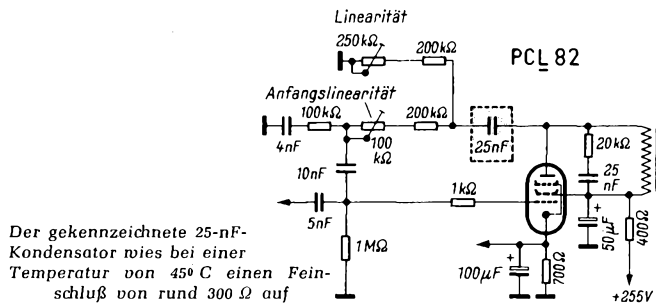 Linearität
250kΩ
200kΩ
PCL 82
Anfangslinearität
100kΩ
200kΩ
4nF
100
kΩ
25nF
20kΩ
10nF
25
nF
5nF
1kΩ
1MΩ
100µF
+
700Ω
+
50µF
400Ω
+255V
Der gekennzeichnete 25-nF-
Kondensator wies bei einer
Temperatur von 45⁰ C einen Fein-
schluß von rund 300 Ω auf